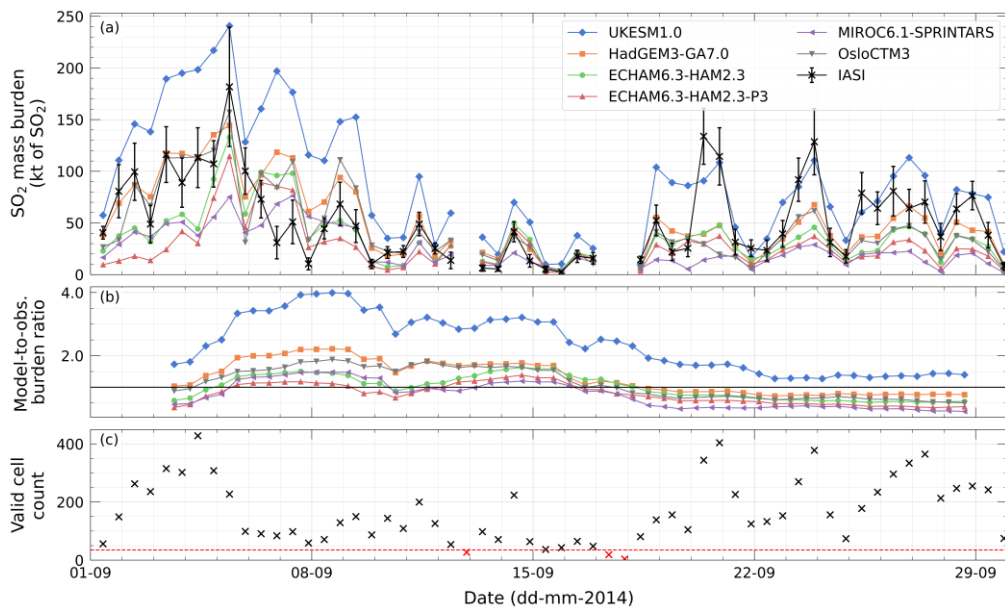 (a)
250
200
150
100
50
0
SO₂ mass burden
(kt of SO₂)
UKESM1.0
HadGEM3-GA7.0
ECHAM6.3-HAM2.3
ECHAM6.3-HAM2.3-P3
MIROC6.1-SPRINTARS
OsloCTM3
IASI
(b)
4.0
2.0
Model-to-obs.
burden ratio
(c)
400
200
0
Valid cell
count
01-09
08-09
15-09
22-09
29-09
Date (dd-mm-2014)